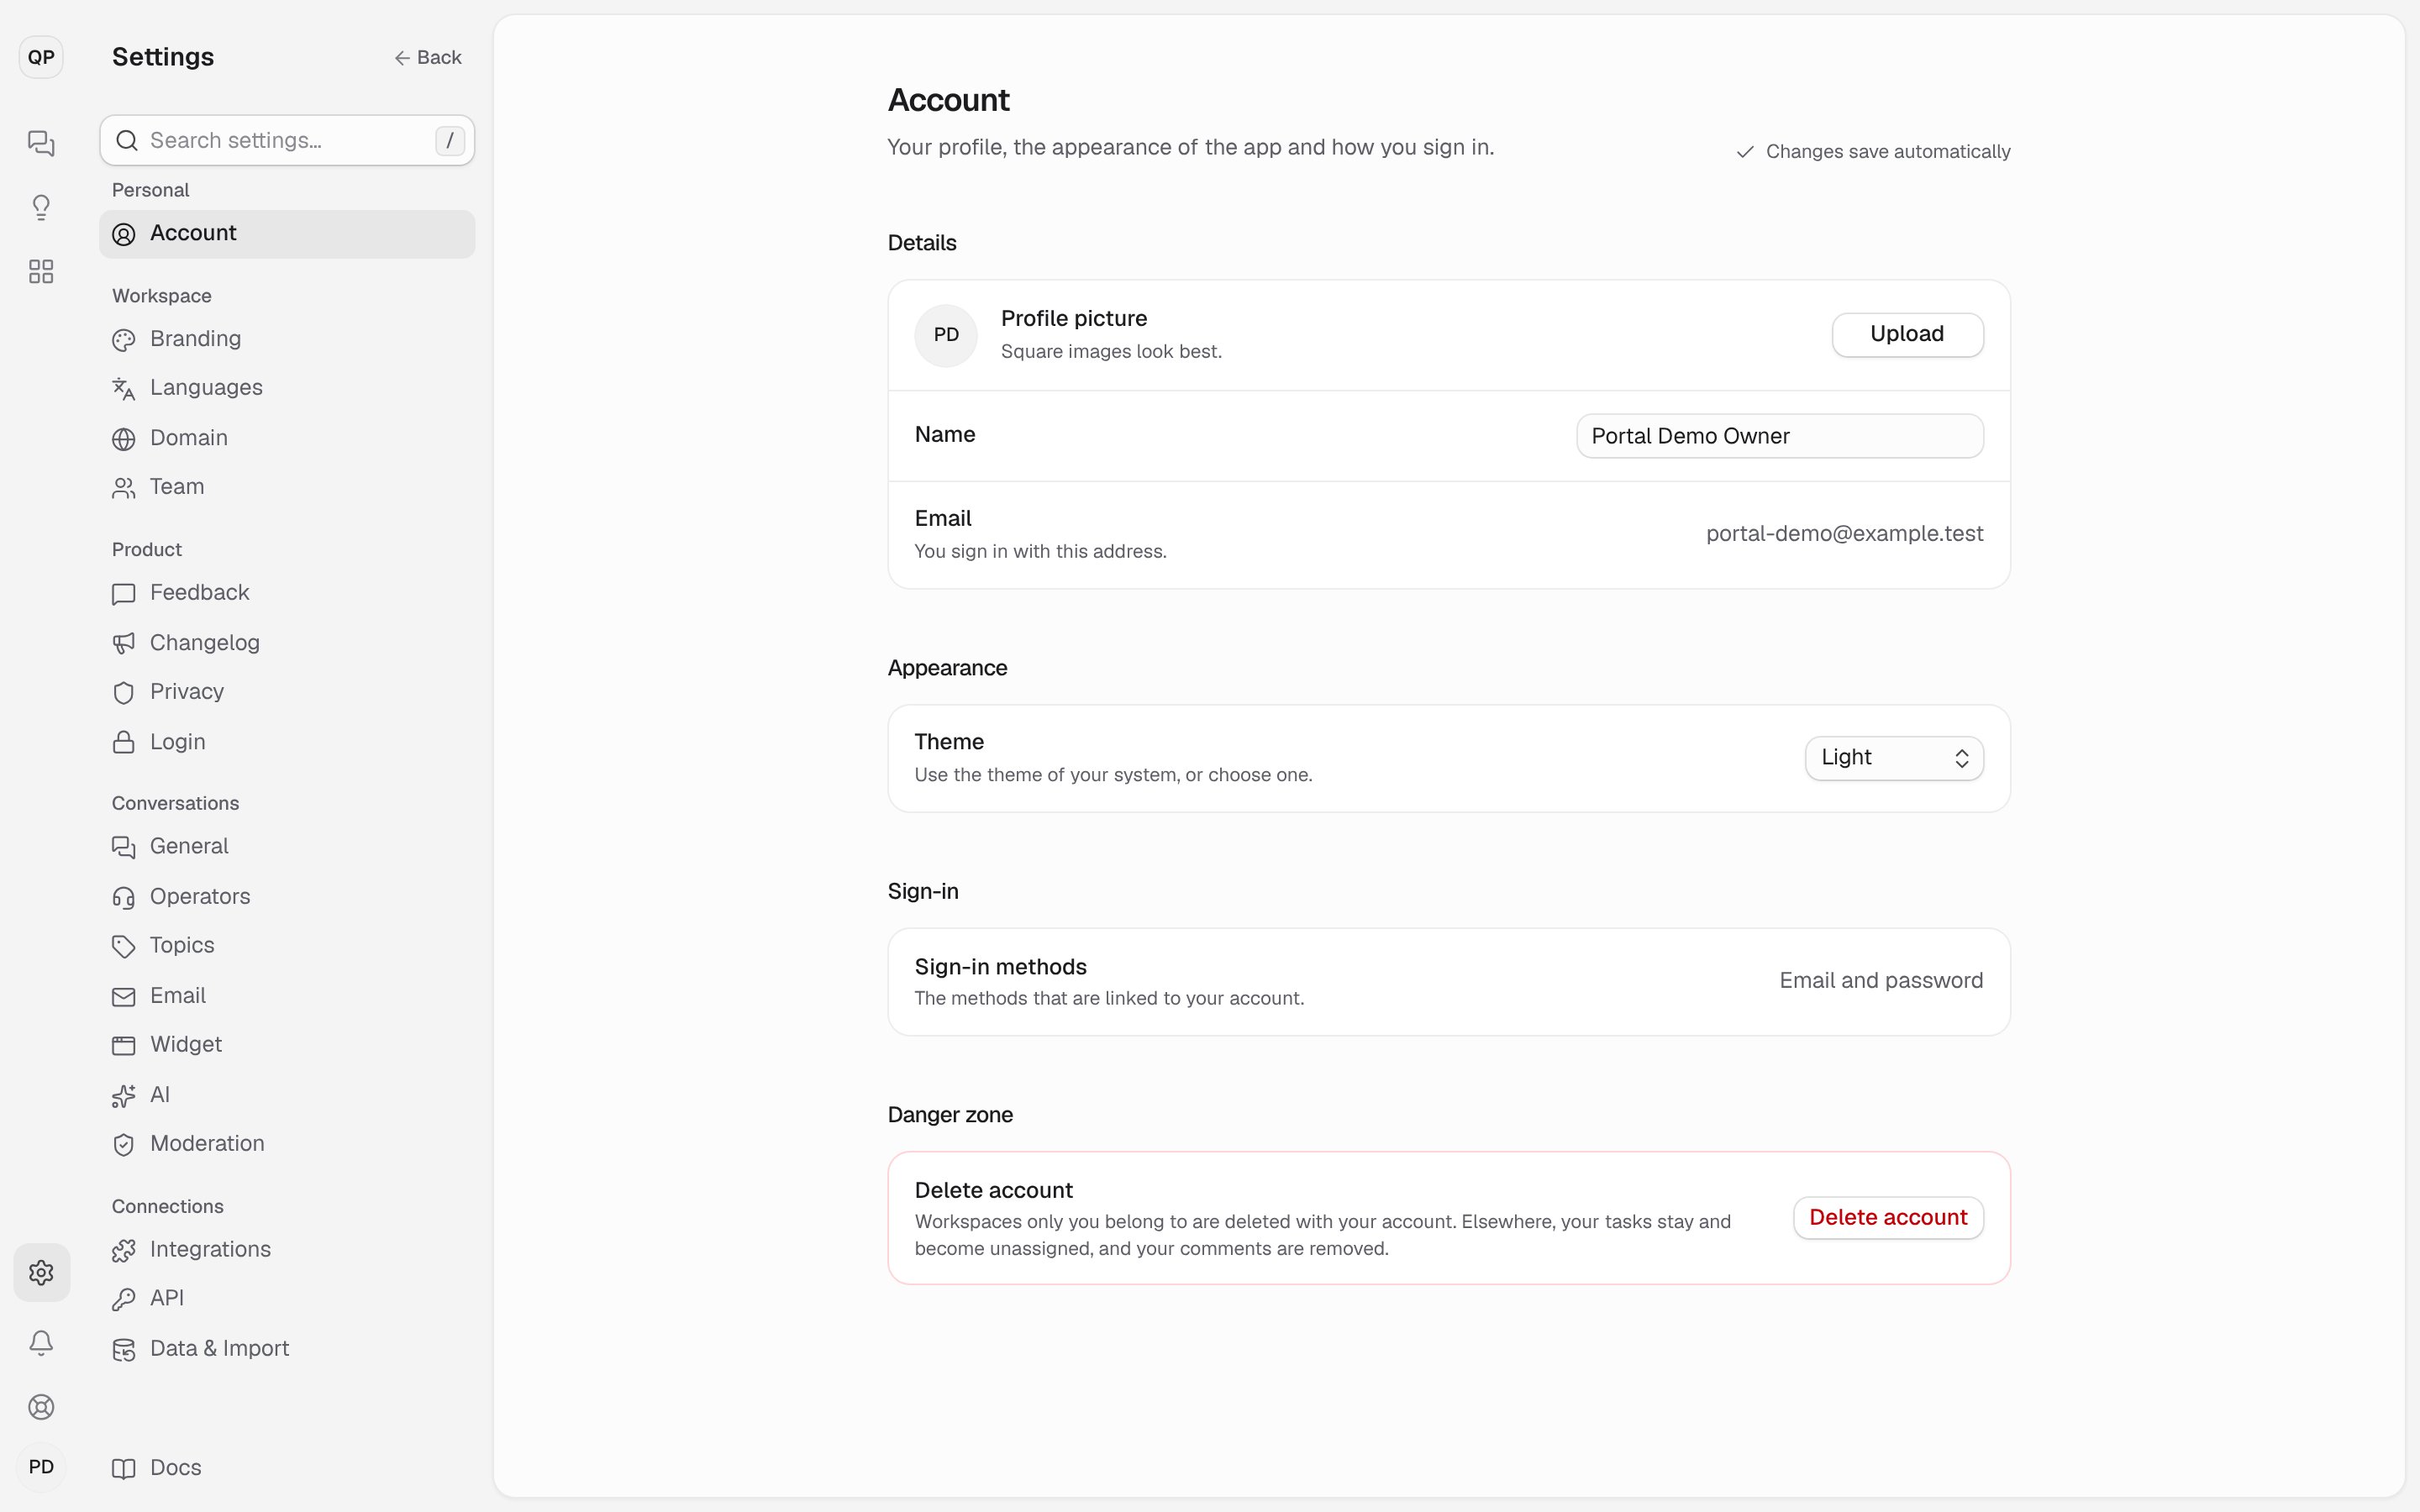 QP
Settings
Back
Search settings...
/
Personal
Account
Workspace
Branding
Languages
Domain
Team
Product
Feedback
Changelog
Privacy
Login
Conversations
General
Operators
Topics
Email
Widget
AI
Moderation
Connections
Integrations
API
Data & Import
Docs
PD
Account
Your profile, the appearance of the app and how you sign in.
Changes save automatically
Details
PD
Profile picture
Square images look best.
Upload
Name
Portal Demo Owner
Email
You sign in with this address.
portal-demo@example.test
Appearance
Theme
Use the theme of your system, or choose one.
Light
Sign-in
Sign-in methods
The methods that are linked to your account.
Email and password
Danger zone
Delete account
Workspaces only you belong to are deleted with your account. Elsewhere, your tasks stay and
become unassigned, and your comments are removed.
Delete account